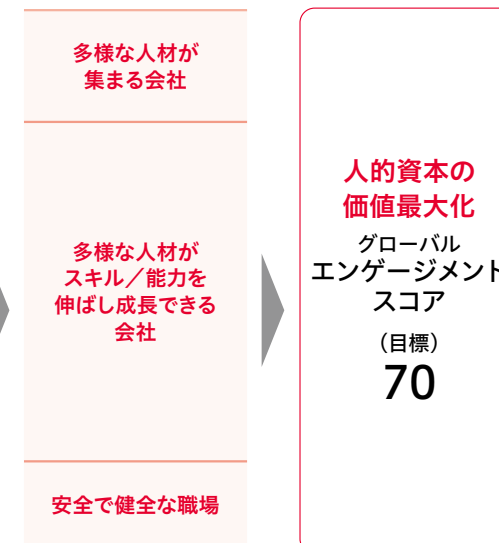 多様な人材が
集まる会社
多様な人材が
スキル／能力を
伸ばし成長できる
会社
安全で健全な職場
人的資本の
価値最大化
グローバル
エンゲージメント
スコア
（目標）
70